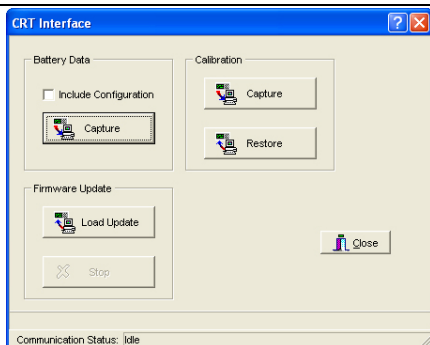 CRT Interface
Battery Data
Include Configuration
Capture
Calibration
Capture
Restore
Firmware Update
Load Update
Stop
Close
Communication Status: Idle